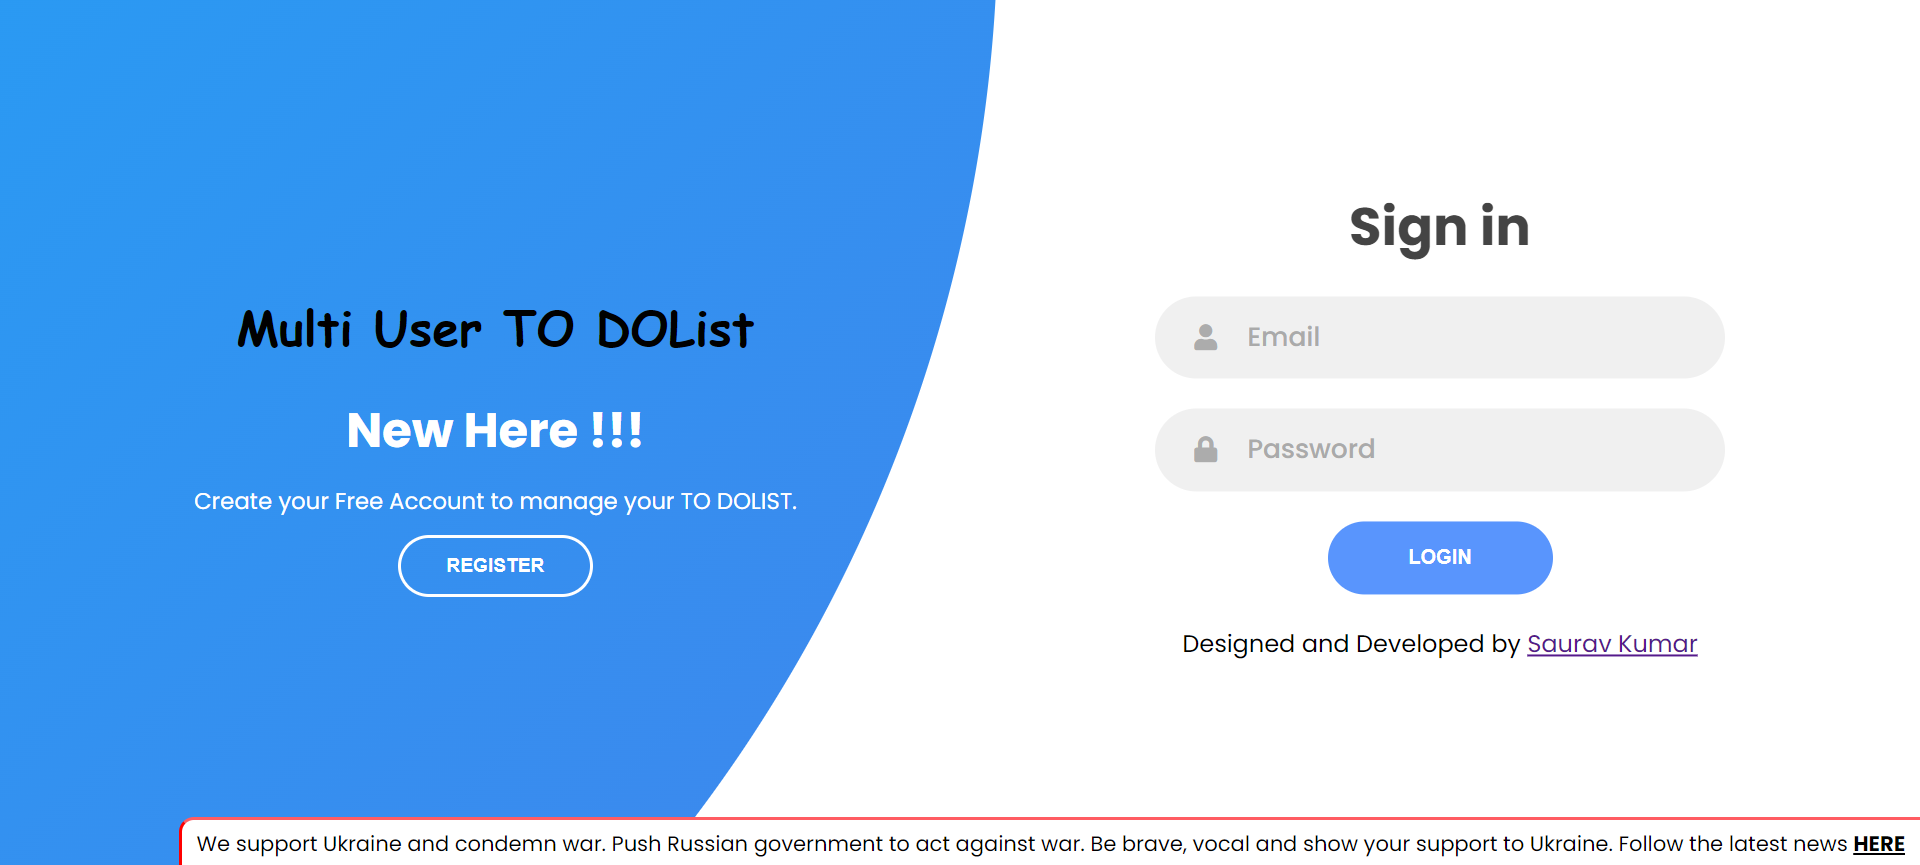 Multi User TO DOList
New Here !!!
Create your Free Account to manage your TO DOLIST.
REGISTER
Sign in
Email
Password
LOGIN
Designed and Developed by Saurav Kumar
We support Ukraine and condemn war. Push Russian government to act against war. Be brave, vocal and show your support to Ukraine. Follow the latest news HERE